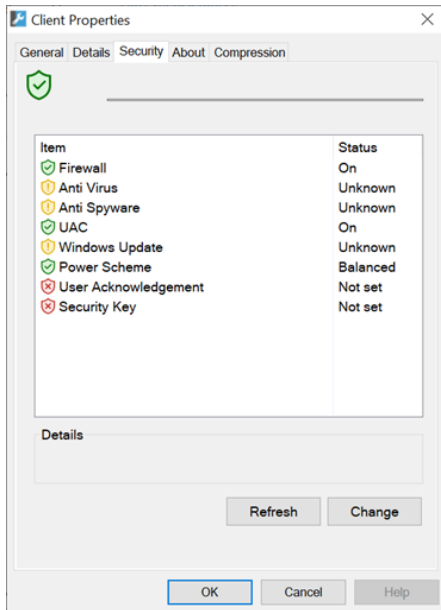 Client Properties
General Details Security About Compression
Item Status
Firewall On
Anti Virus Unknown
Anti Spyware Unknown
UAC On
Windows Update Unknown
Power Scheme Balanced
User Acknowledgement Not set
Security Key Not set
Details
Refresh Change
OK Cancel Help